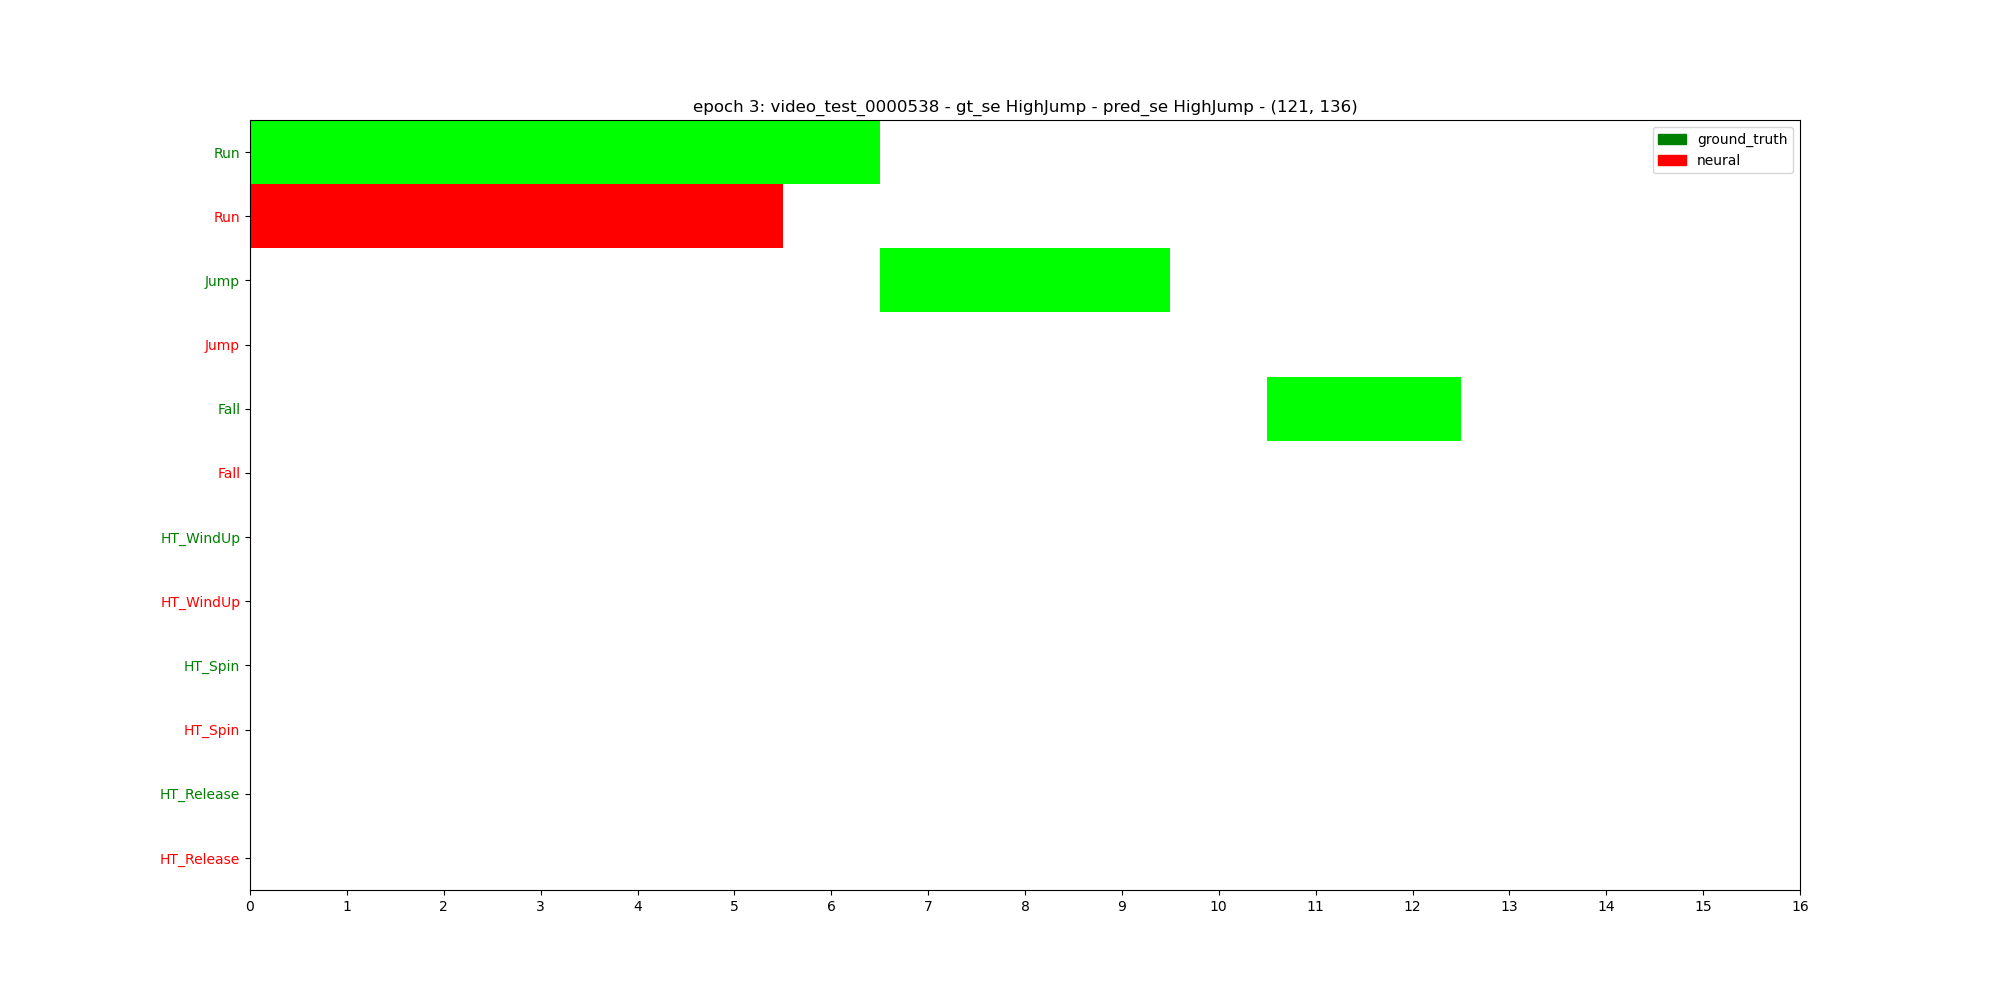 epoch 3: video_test_0000538 - gt_se HighJump - pred_se HighJump - (121, 136)
ground_truth
neural
Run
Run
Jump
Jump
Fall
Fall
HT_WindUp
HT_WindUp
HT_Spin
HT_Spin
HT_Release
HT_Release
0 1 2 3 4 5 6 7 8 9 10 11 12 13 14 15 16